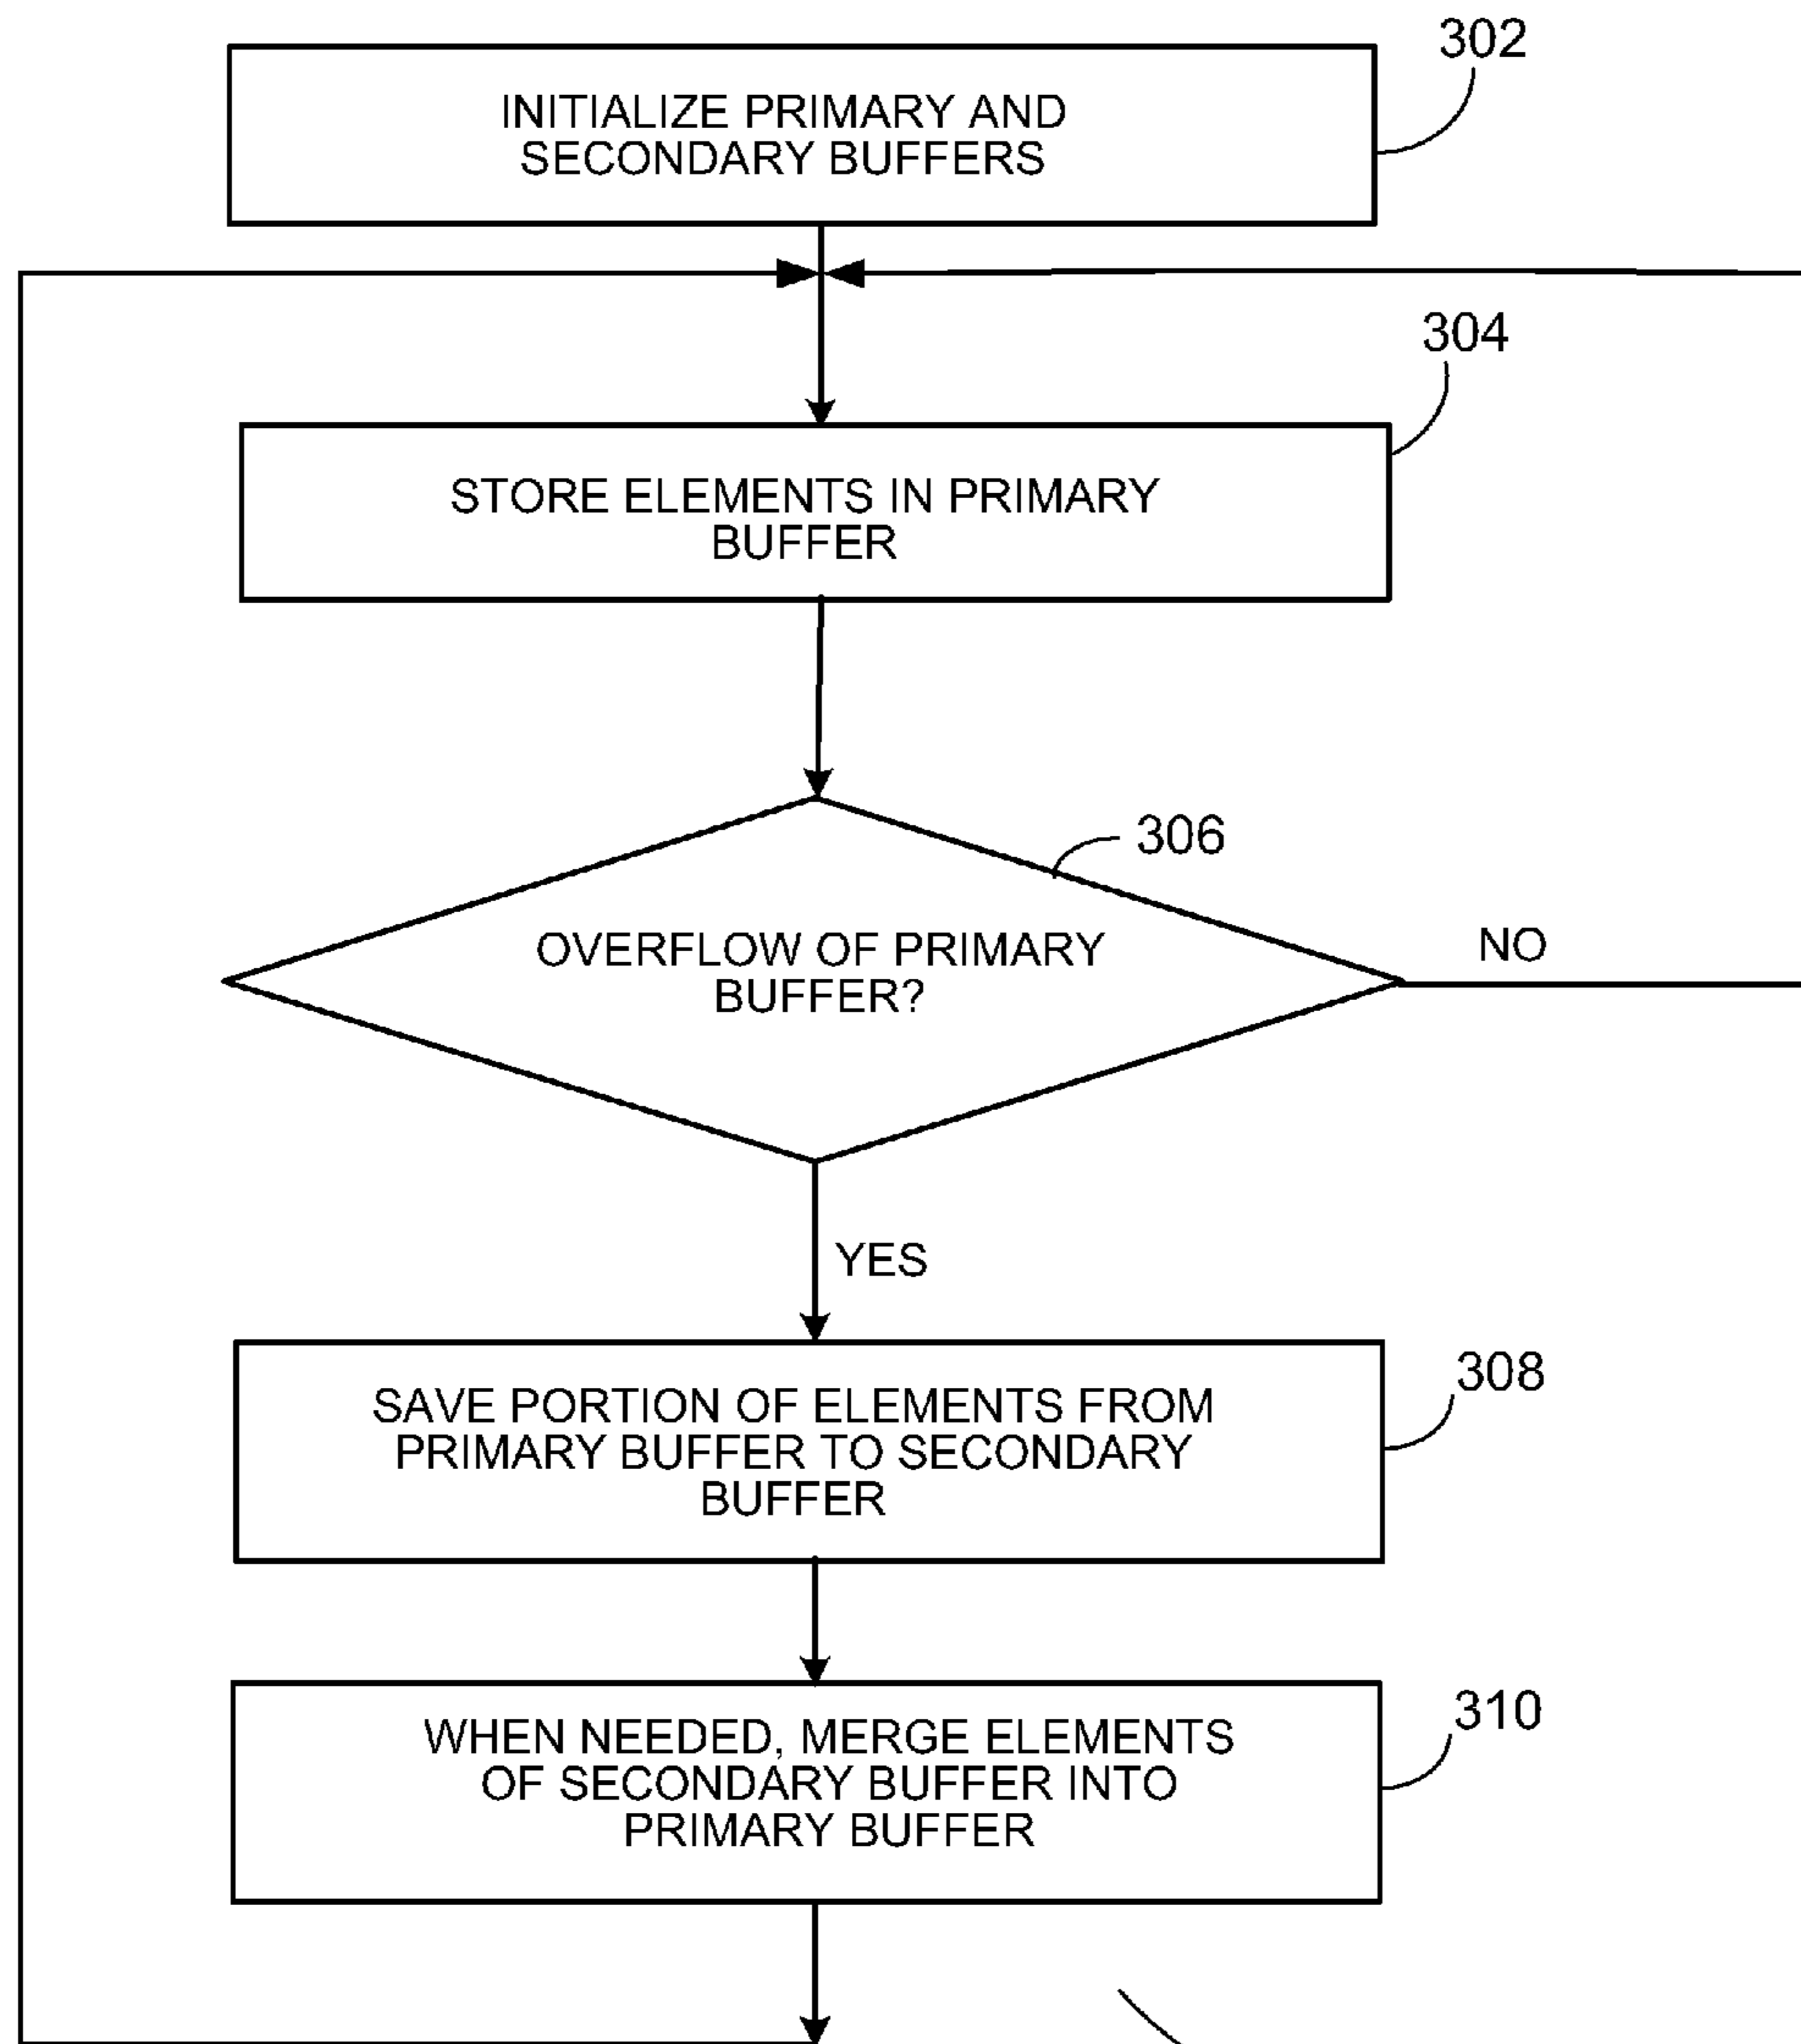 302
INITIALIZE PRIMARY AND
SECONDARY BUFFERS
304
STORE ELEMENTS IN PRIMARY
BUFFER
306
OVERFLOW OF PRIMARY
BUFFER?
NO
YES
308
SAVE PORTION OF ELEMENTS FROM
PRIMARY BUFFER TO SECONDARY
BUFFER
310
WHEN NEEDED, MERGE ELEMENTS
OF SECONDARY BUFFER INTO
PRIMARY BUFFER